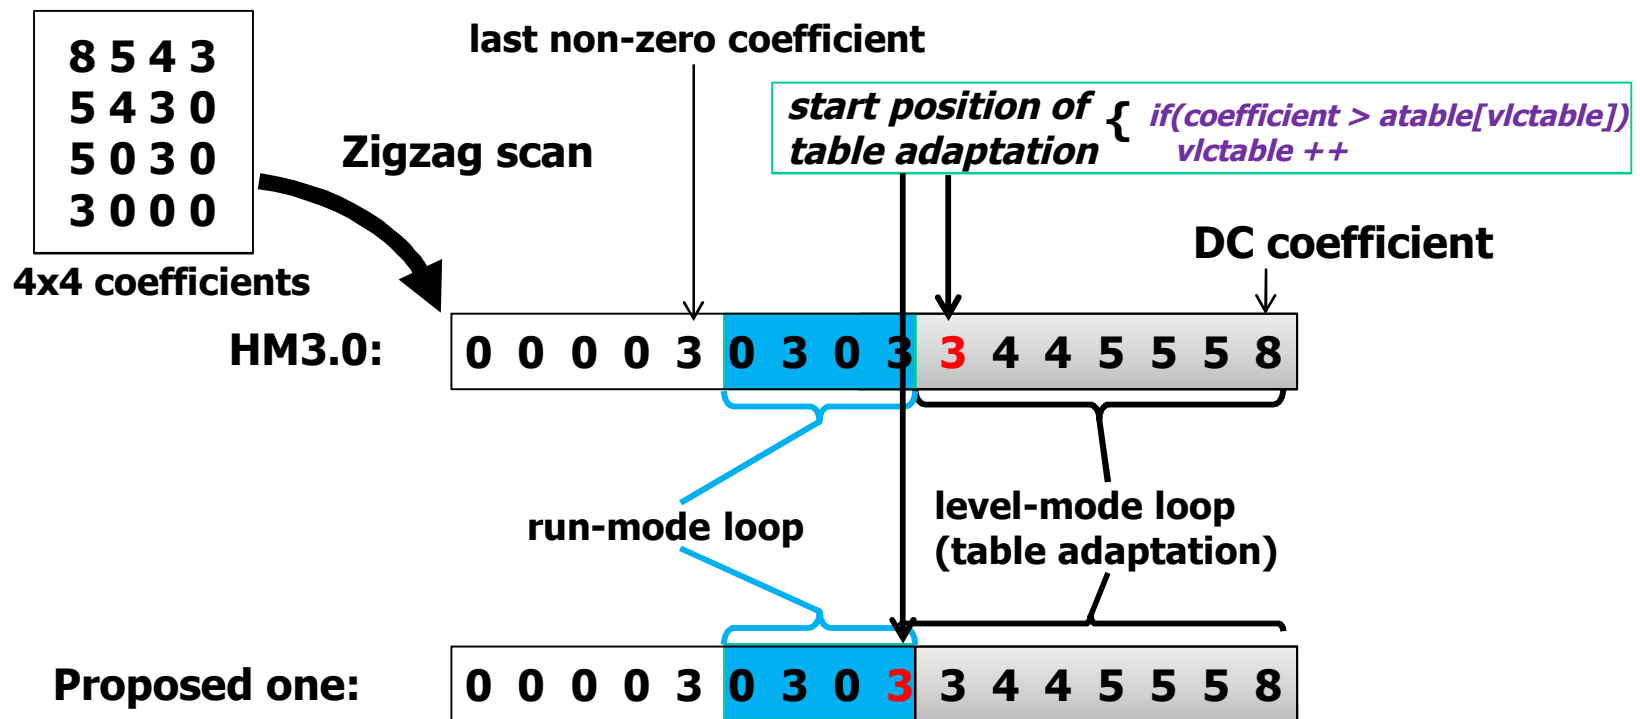 8 5 4 3
5 4 3 0
5 0 3 0
3 0 0 0
4x4 coefficients
Zigzag scan
last non-zero coefficient
start position of
table adaptation
{
if(coefficient > atable[vlctable])
vlctable ++
DC coefficient
HM3.0:
0 0 0 0 3 0 3 0 3 3 4 4 5 5 5 8
run-mode loop
level-mode loop
(table adaptation)
Proposed one:
0 0 0 0 3 0 3 0 3 3 4 4 5 5 5 8